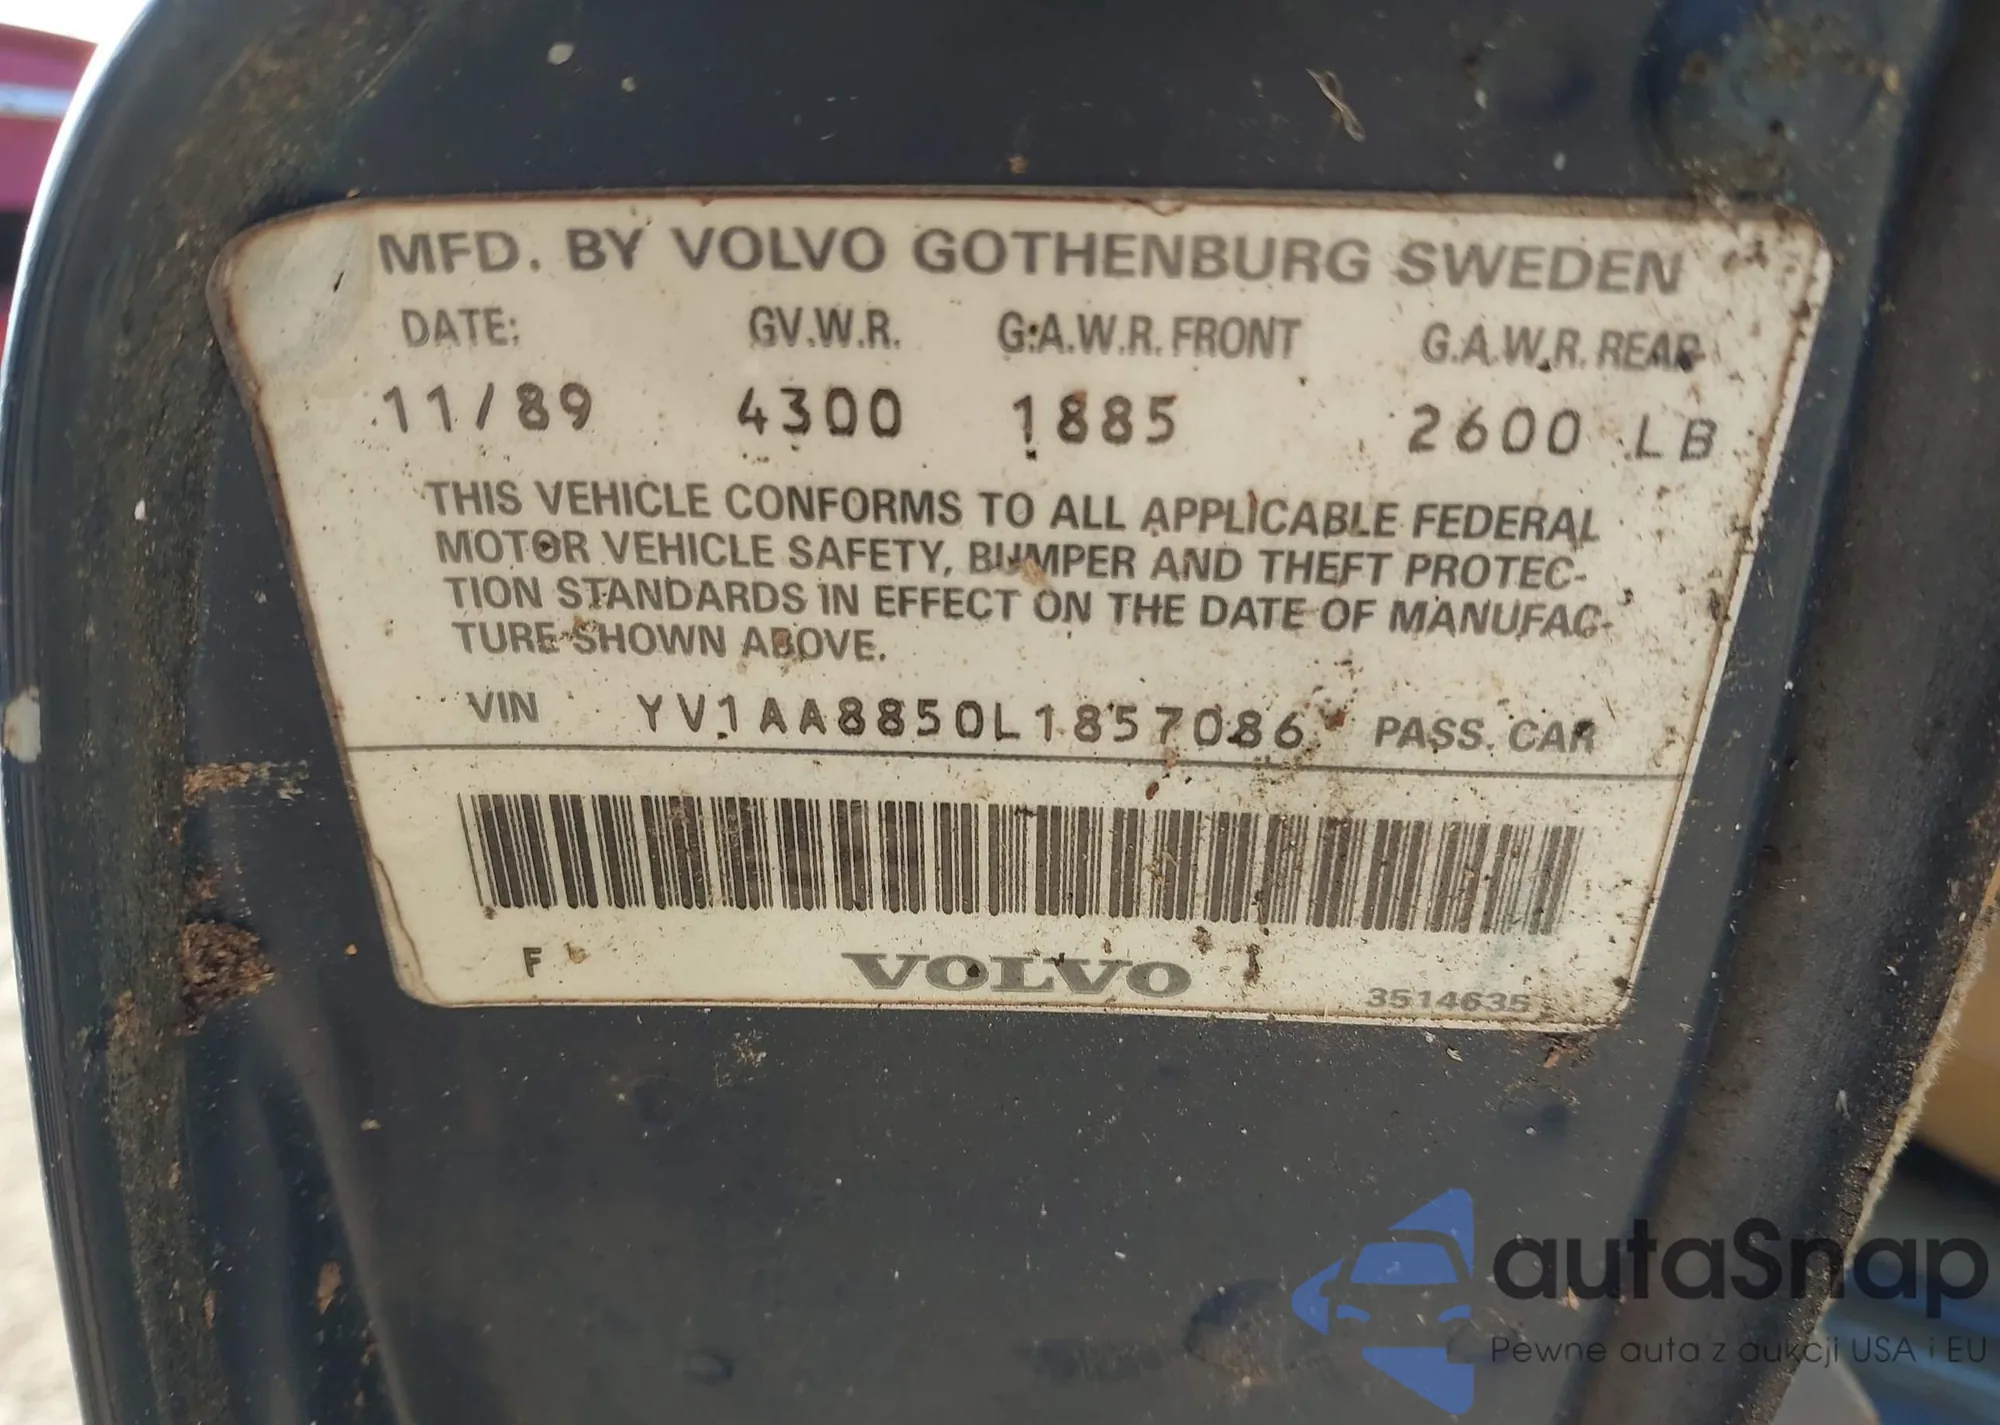 MFD. BY VOLVO GOTHENBURG SWEDEN
DATE: G.V.W.R. G.A.W.R. FRONT G.A.W.R. REAR
11/89 4300 1885 2600 LB
THIS VEHICLE CONFORMS TO ALL APPLICABLE FEDERAL
MOTOR VEHICLE SAFETY, BUMPER AND THEFT PROTEC-
TION STANDARDS IN EFFECT ON THE DATE OF MANUFAC-
TURE SHOWN ABOVE.
VIN YV1AA8850L1857086 PASS. CAR
F VOLVO 3514635
autaSnap
Pewne auta z aukcji USA i EU